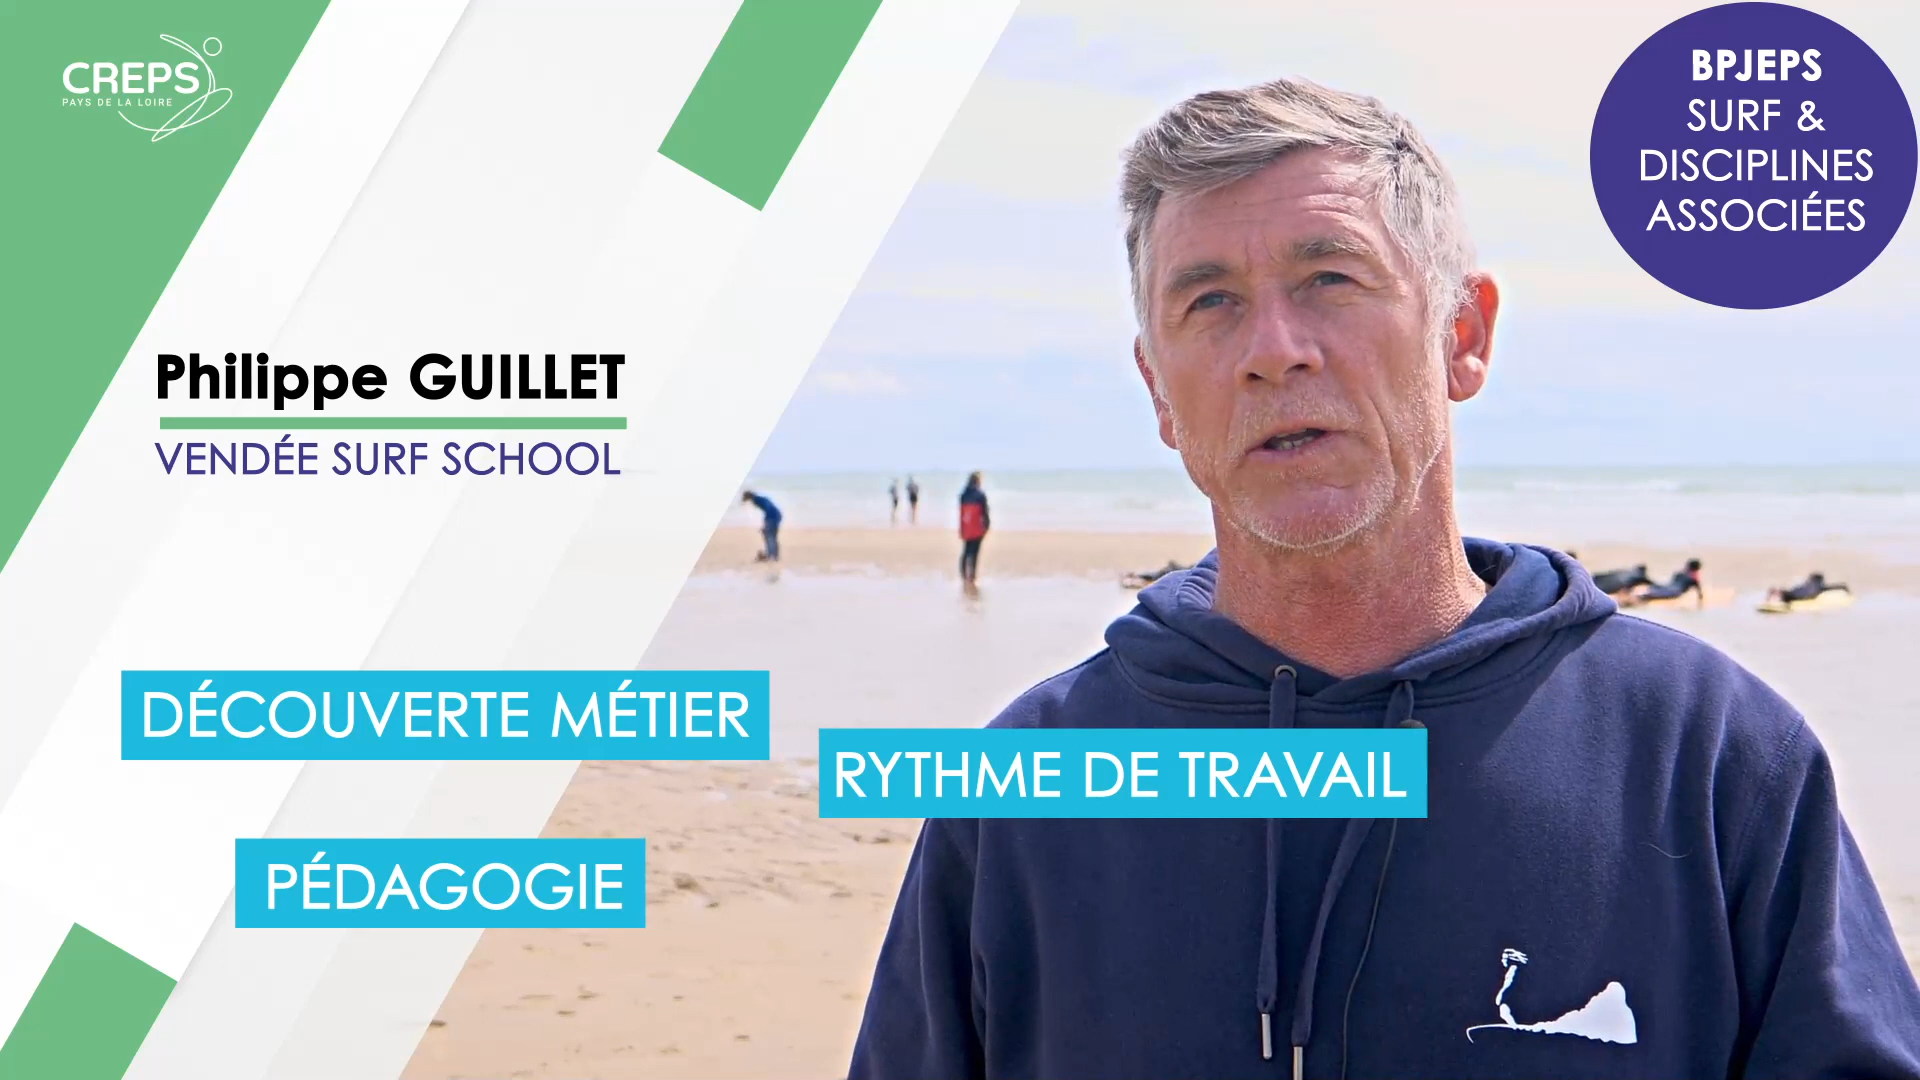 CREPS
PAYS DE LA LOIRE
BPJEPS
SURF &
DISCIPLINES
ASSOCIÉES
Philippe GUILLET
VENDÉE SURF SCHOOL
DÉCOUVERTE MÉTIER
RYTHME DE TRAVAIL
PÉDAGOGIE